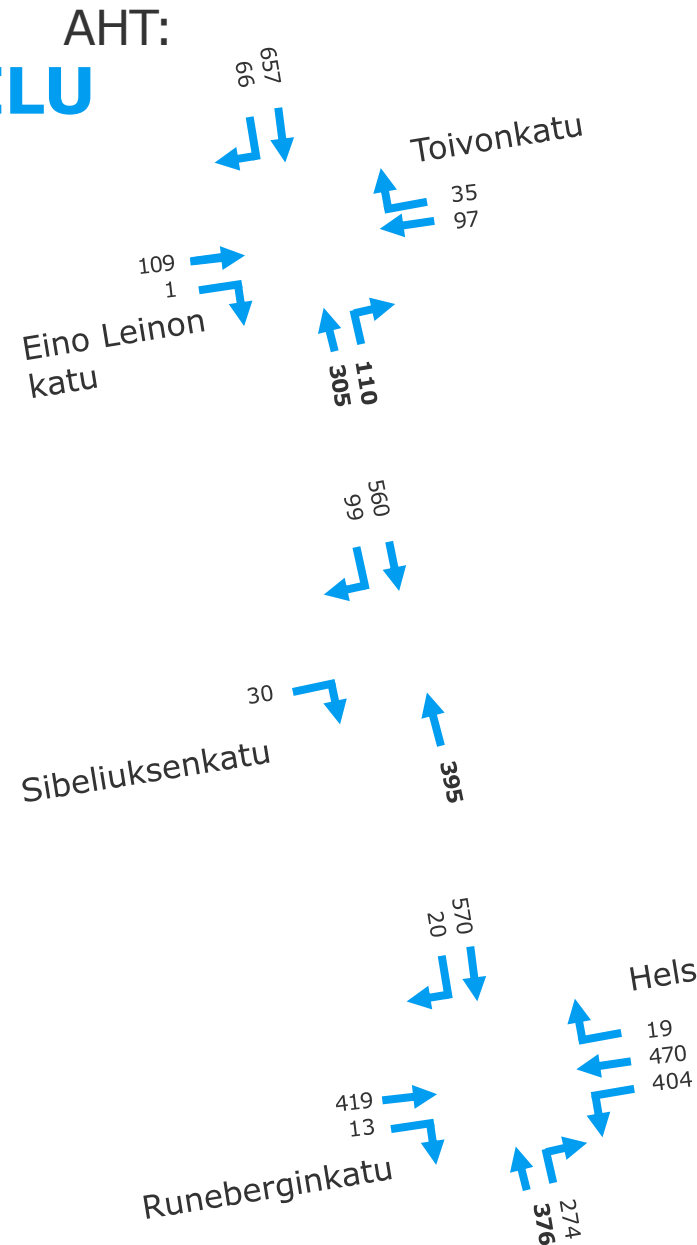 AHT:
ELU
66
657
Toivonkatu
35
97
109
1
Eino Leinon
katu
305
110
99
560
30
Sibeliuksenkatu
395
20
570
Hels
19
470
404
419
13
Runeberginkatu
376
274